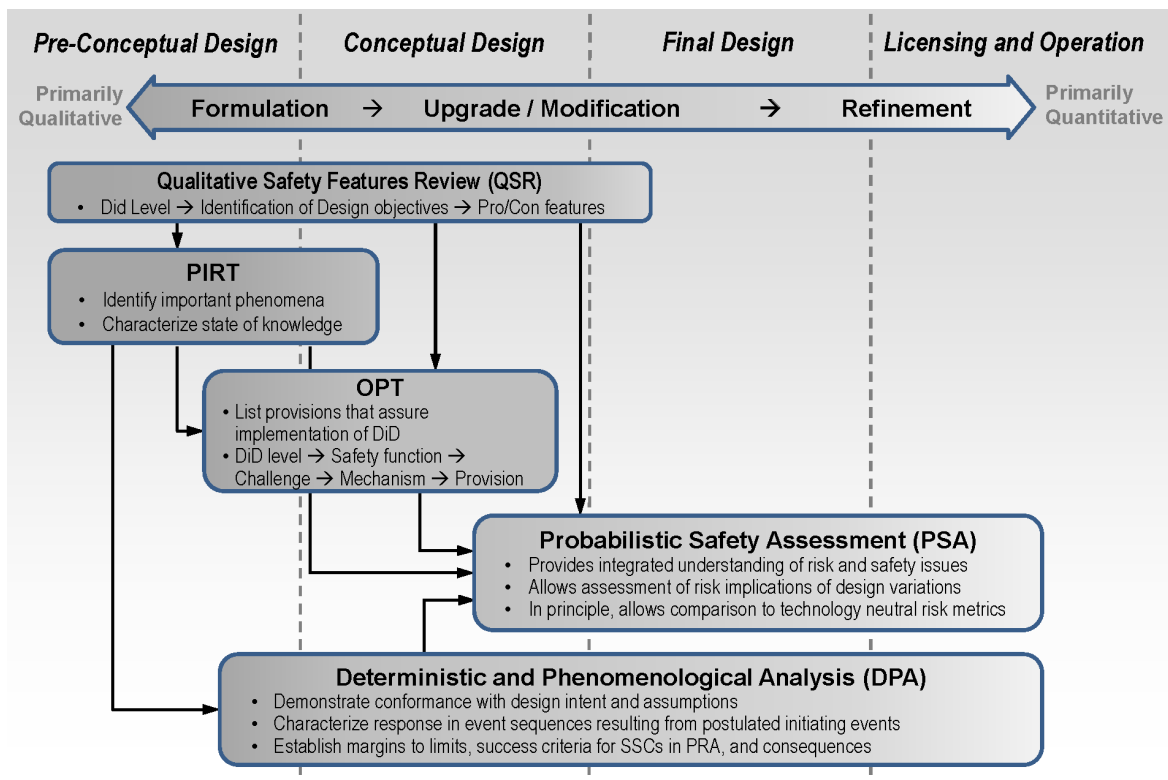 Pre-Conceptual Design
Conceptual Design
Final Design
Licensing and Operation
Primarily
Qualitative
Formulation → Upgrade / Modification → Refinement
Primarily
Quantitative
Qualitative Safety Features Review (QSR)
• Did Level → Identification of Design objectives → Pro/Con features
PIRT
• Identify important phenomena
• Characterize state of knowledge
OPT
• List provisions that assure
implementation of DiD
• DiD level → Safety function →
Challenge → Mechanism → Provision
Probabilistic Safety Assessment (PSA)
• Provides integrated understanding of risk and safety issues
• Allows assessment of risk implications of design variations
• In principle, allows comparison to technology neutral risk metrics
Deterministic and Phenomenological Analysis (DPA)
• Demonstrate conformance with design intent and assumptions
• Characterize response in event sequences resulting from postulated initiating events
• Establish margins to limits, success criteria for SSCs in PRA, and consequences